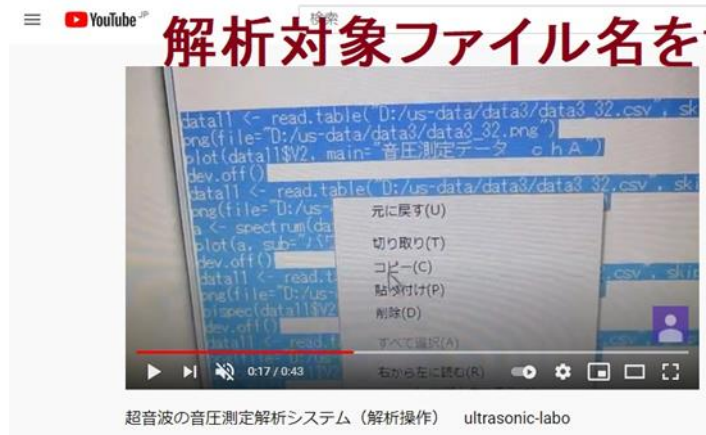 YouTube JP
検索
解析対象ファイル名を
data11 <- read.table("D:/us-data/data3/data3_32.csv", sk
png(file="D:/us-data/data3/data3_32.png")
plot(data11$V2, main="音圧測定データ chA")
dev.off()
data11 <- read.table("D:/us-data/data3/data3_32.csv", ski
png(file="D:/us-
a <- spectrum(da
plot(a, sub="パワ
dev.off()
data11 <- read.t
.csv", skip
png(file="D:/us-
bispec(data11$V2
dev.off()
data11 <- read.t
元に戻す(U)
切り取り(T)
コピー(C)
貼り付け(P)
削除(D)
すべて選択(A)
右から左に読む(R)
0:17 / 0:43
超音波の音圧測定解析システム（解析操作） ultrasonic-labo